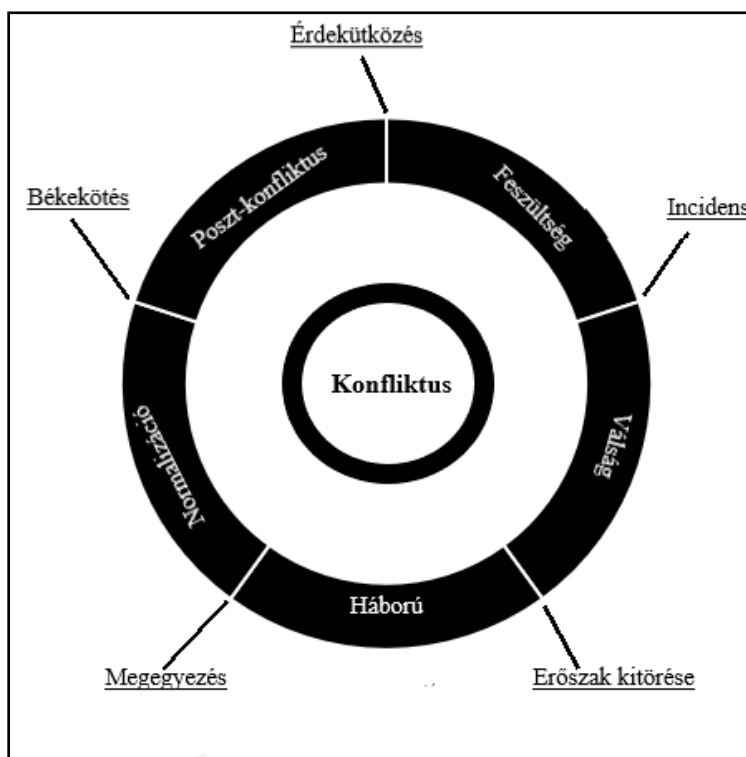 Érdekütközés
Poszt-konfliktus
Feszültség
Békekötés
Incidens
Konfliktus
Normalizáció
Válság
Háború
Megegyezés
Erőszak kitörése